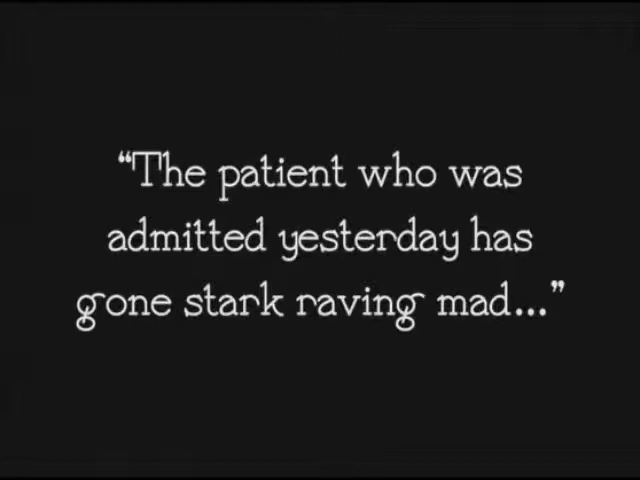 “The patient who was
admitted yesterday has
gone stark raving mad...”